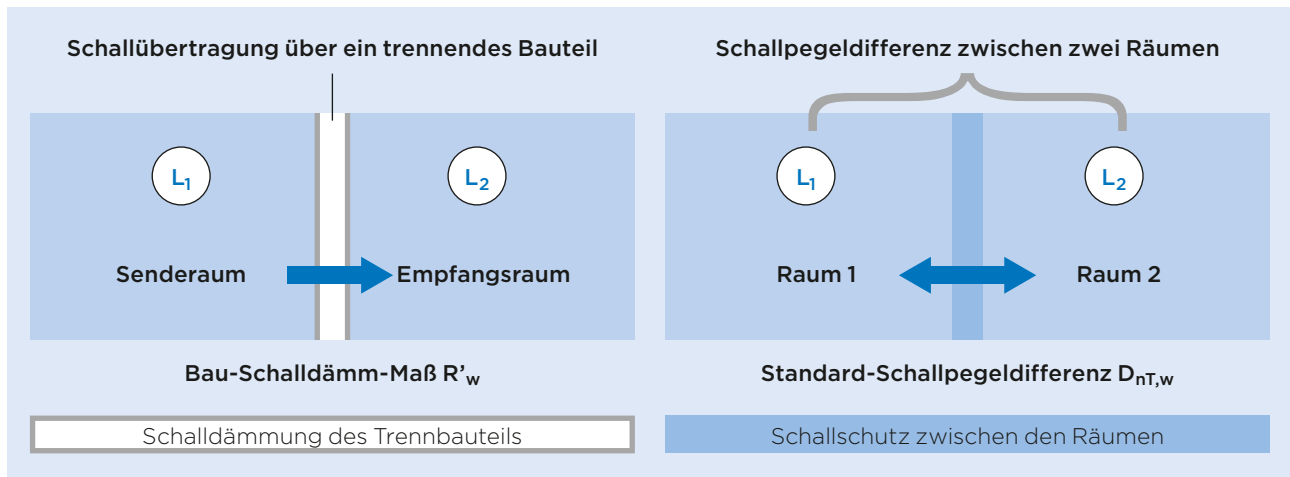 Schallübertragung über ein trennendes Bauteil
L₁
L₂
Senderaum
Empfangsraum
Bau-Schalldämm-Maß R’w
Schalldämmung des Trennbauteils
Schallpegeldifferenz zwischen zwei Räumen
L₁
L₂
Raum 1
Raum 2
Standard-Schallpegeldifferenz DnT,w
Schallschutz zwischen den Räumen